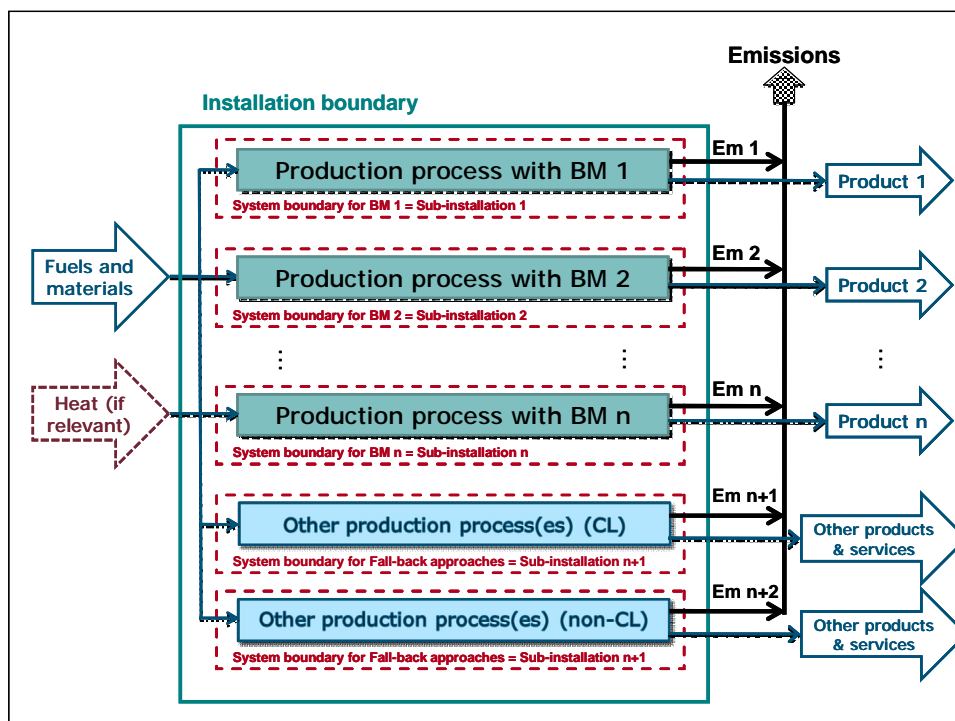 Emissions
Installation boundary
Em 1
Production process with BM 1
Product 1
System boundary for BM 1 = Sub-installation 1
Fuels and
materials
Em 2
Production process with BM 2
Product 2
System boundary for BM 2 = Sub-installation 2
...
...
...
Heat (if
relevant)
Em n
Production process with BM n
Product n
System boundary for BM n = Sub-installation n
Em n+1
Other production process(es) (CL)
Other products
& services
System boundary for Fall-back approaches = Sub-installation n+1
Em n+2
Other production process(es) (non-CL)
Other products
& services
System boundary for Fall-back approaches = Sub-installation n+1